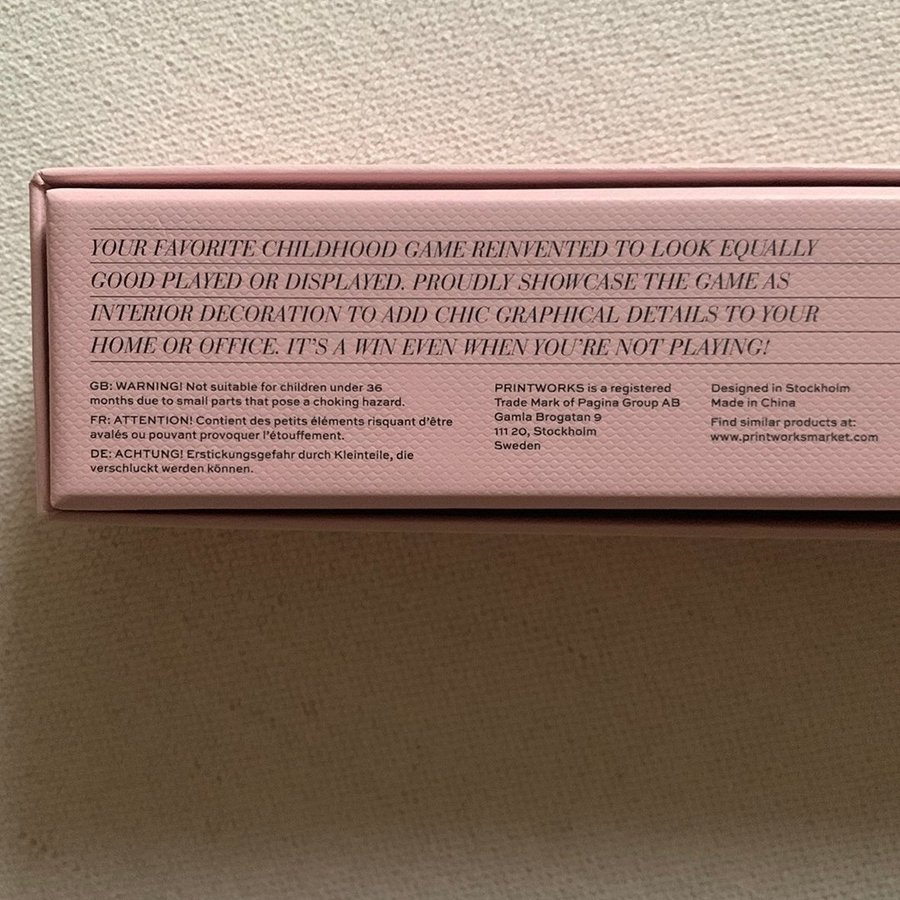 YOUR FAVORITE CHILDHOOD GAME REINVENTED TO LOOK EQUALLY
GOOD PLAYED OR DISPLAYED. PROUDLY SHOWCASE THE GAME AS
INTERIOR DECORATION TO ADD CHIC GRAPHICAL DETAILS TO YOUR
HOME OR OFFICE. IT'S A WIN EVEN WHEN YOU'RE NOT PLAYING!
GB: WARNING! Not suitable for children under 36
months due to small parts that pose a choking hazard.
FR: ATTENTION! Contient des petits éléments risquant d'être
avalés ou pouvant provoquer l'étouffement.
DE: ACHTUNG! Erstickungsgefahr durch Kleinteile, die
verschluckt werden können.
PRINTWORKS is a registered
Trade Mark of Pagina Group AB
Gamla Brogatan 9
111 20, Stockholm
Sweden
Designed in Stockholm
Made in China
Find similar products at:
www.printworksmarket.com